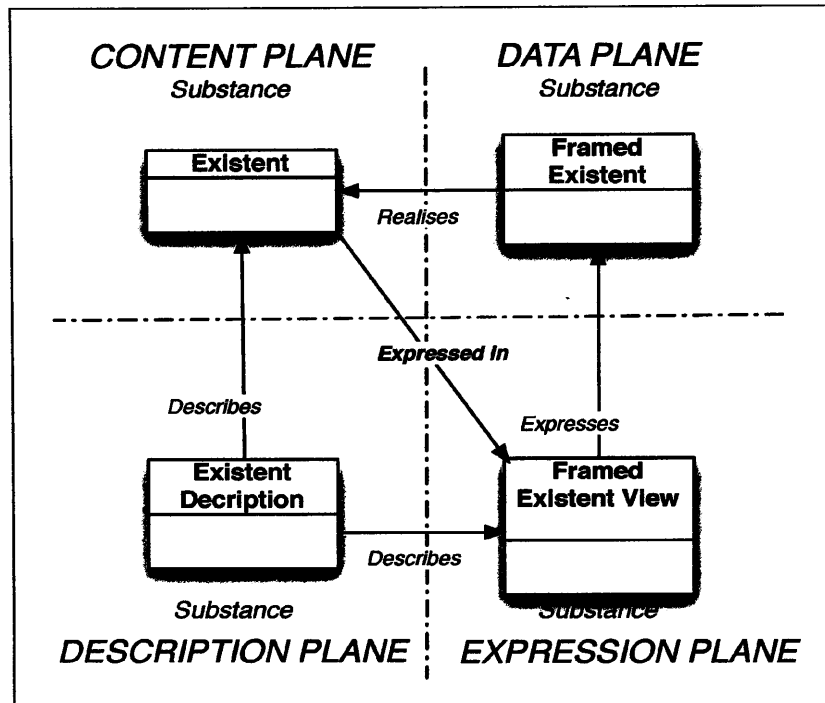 CONTENT PLANE
Substance
DATA PLANE
Substance
Existent
Framed
Existent
Realises
Expressed In
Describes
Expresses
Existent
Decription
Framed
Existent View
Describes
Substance
DESCRIPTION PLANE
Substance
EXPRESSION PLANE